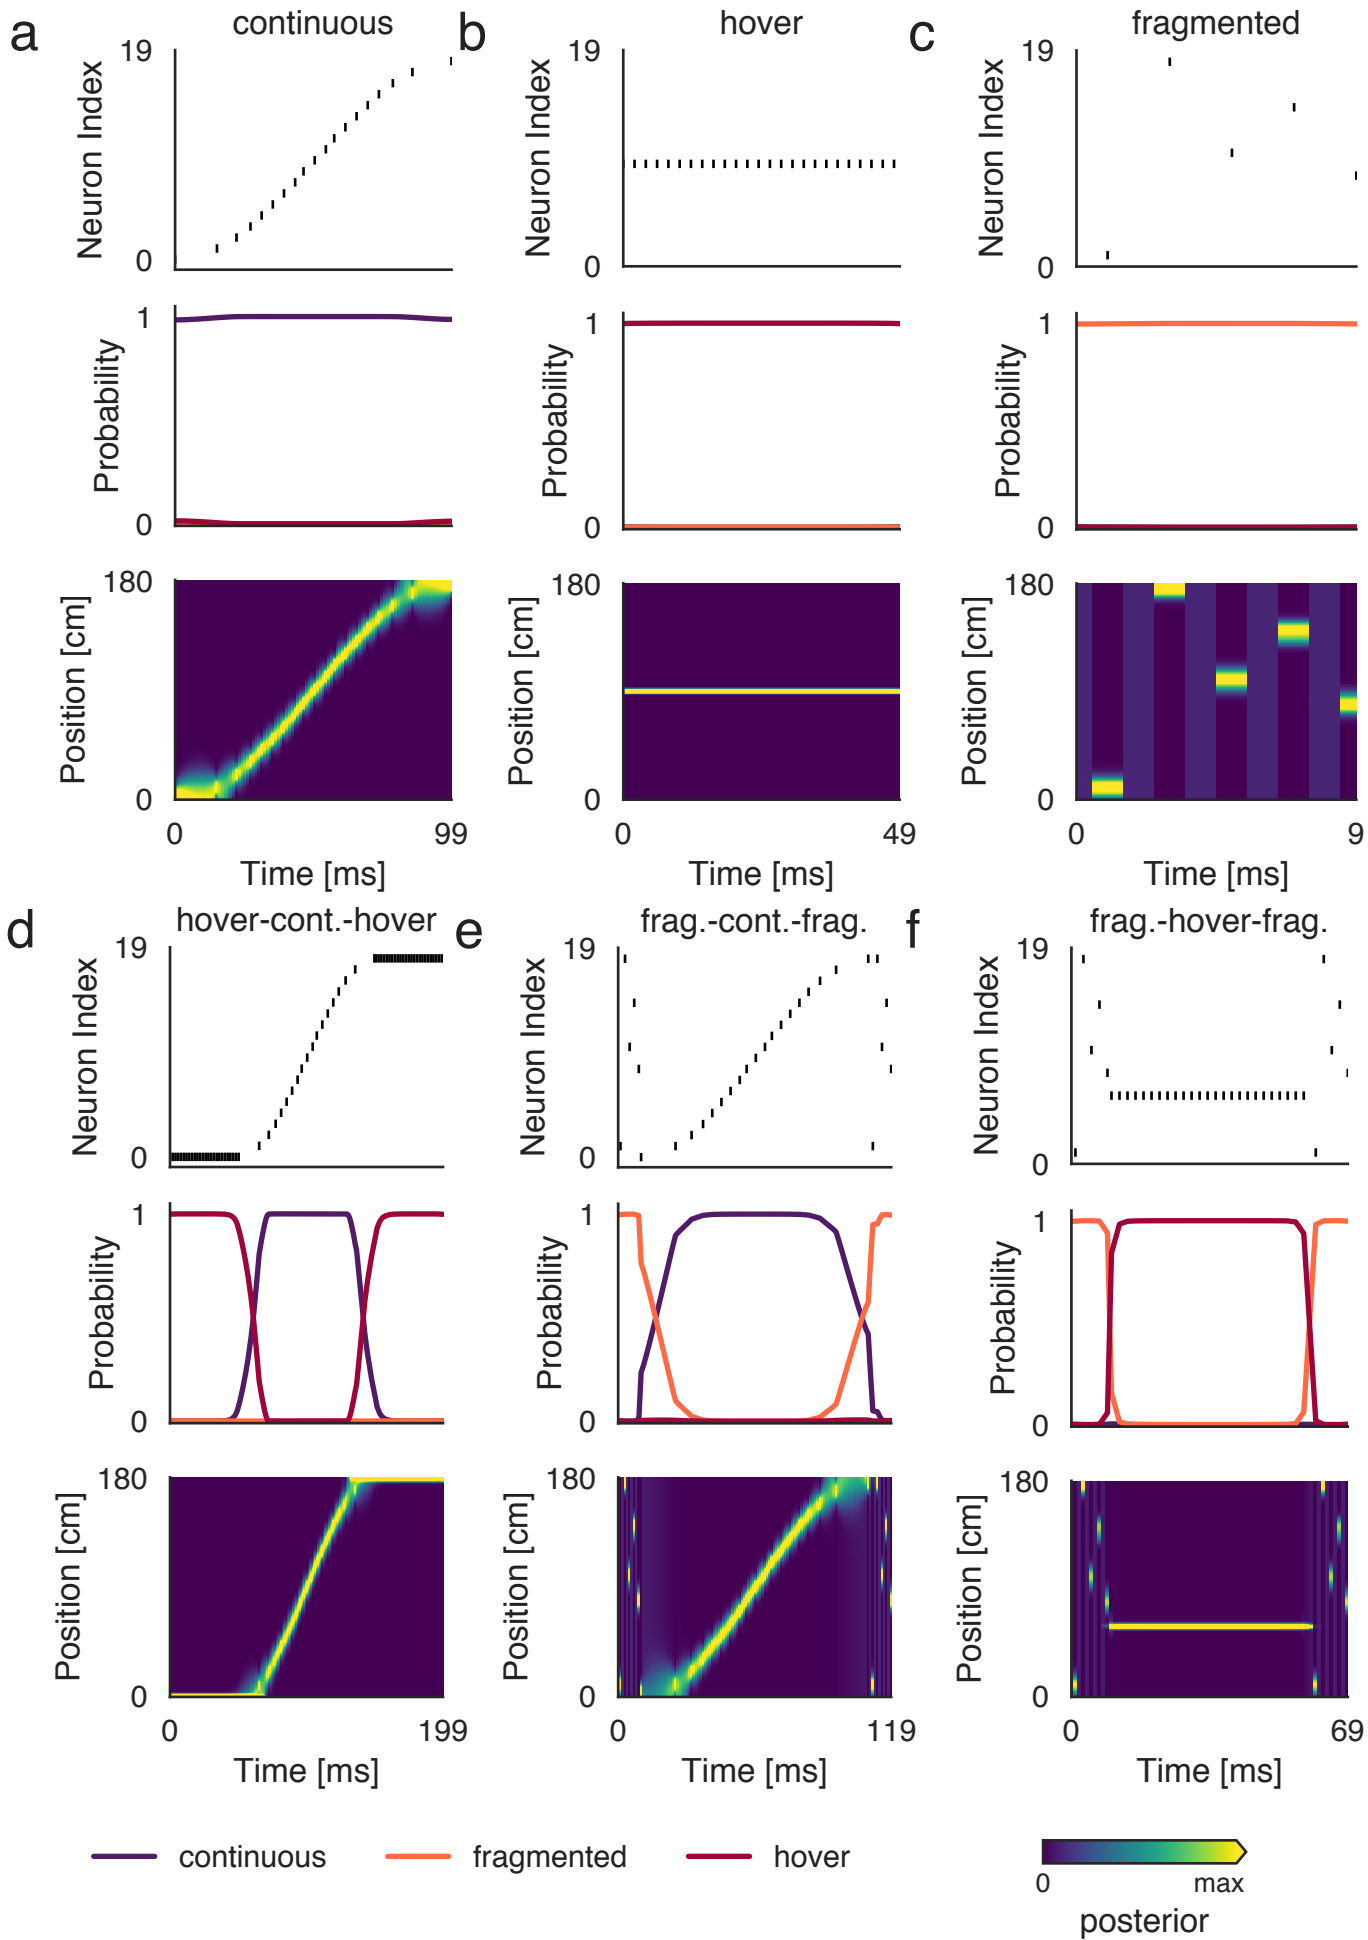 a
continuous
19
Neuron Index
0
1
Probability
0
180
Position [cm]
0
0
99
Time [ms]
b
hover
19
Neuron Index
0
1
Probability
0
180
Position [cm]
0
0
49
Time [ms]
c
fragmented
19
Neuron Index
0
1
Probability
0
180
Position [cm]
0
0
9
Time [ms]
d
hover-cont.-hover
19
Neuron Index
0
1
Probability
0
180
Position [cm]
0
0
199
Time [ms]
e
frag.-cont.-frag.
19
Neuron Index
0
1
Probability
0
180
Position [cm]
0
0
119
Time [ms]
f
frag.-hover-frag.
19
Neuron Index
0
1
Probability
0
180
Position [cm]
0
0
69
Time [ms]
continuous
fragmented
hover
0
max
posterior